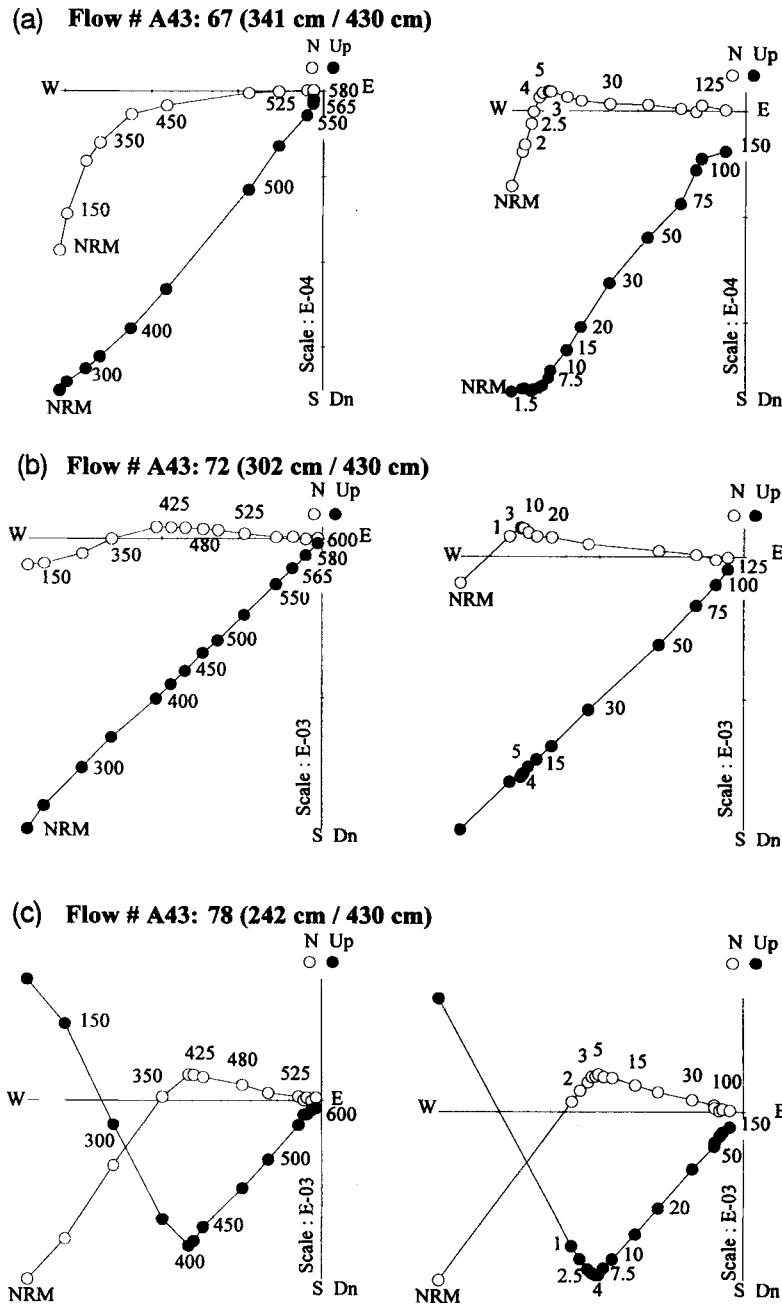 (a) Flow # A43: 67 (341 cm / 430 cm)
N Up
W E
580
525
565
450
550
350
500
150
NRM
400
300
NRM
Scale : E-04
S Dn
N Up
5
4
30
125
W E
3
2.5
2
150
100
NRM
75
50
30
20
15
10
7.5
NRM
1.5
Scale : E-04
S Dn
(b) Flow # A43: 72 (302 cm / 430 cm)
N Up
425
525
W E
600
350
480
580
150
565
550
500
450
400
300
NRM
Scale : E-03
S Dn
N Up
10
3
20
1
W E
125
NRM
100
75
50
30
5
15
4
Scale : E-03
S Dn
(c) Flow # A43: 78 (242 cm / 430 cm)
N Up
150
425
350
480
525
W E
600
300
500
450
400
NRM
Scale : E-03
S Dn
N Up
3 5
2
15
30
100
W E
150
50
20
1
10
2.5
7.5
4
NRM
Scale : E-03
S Dn